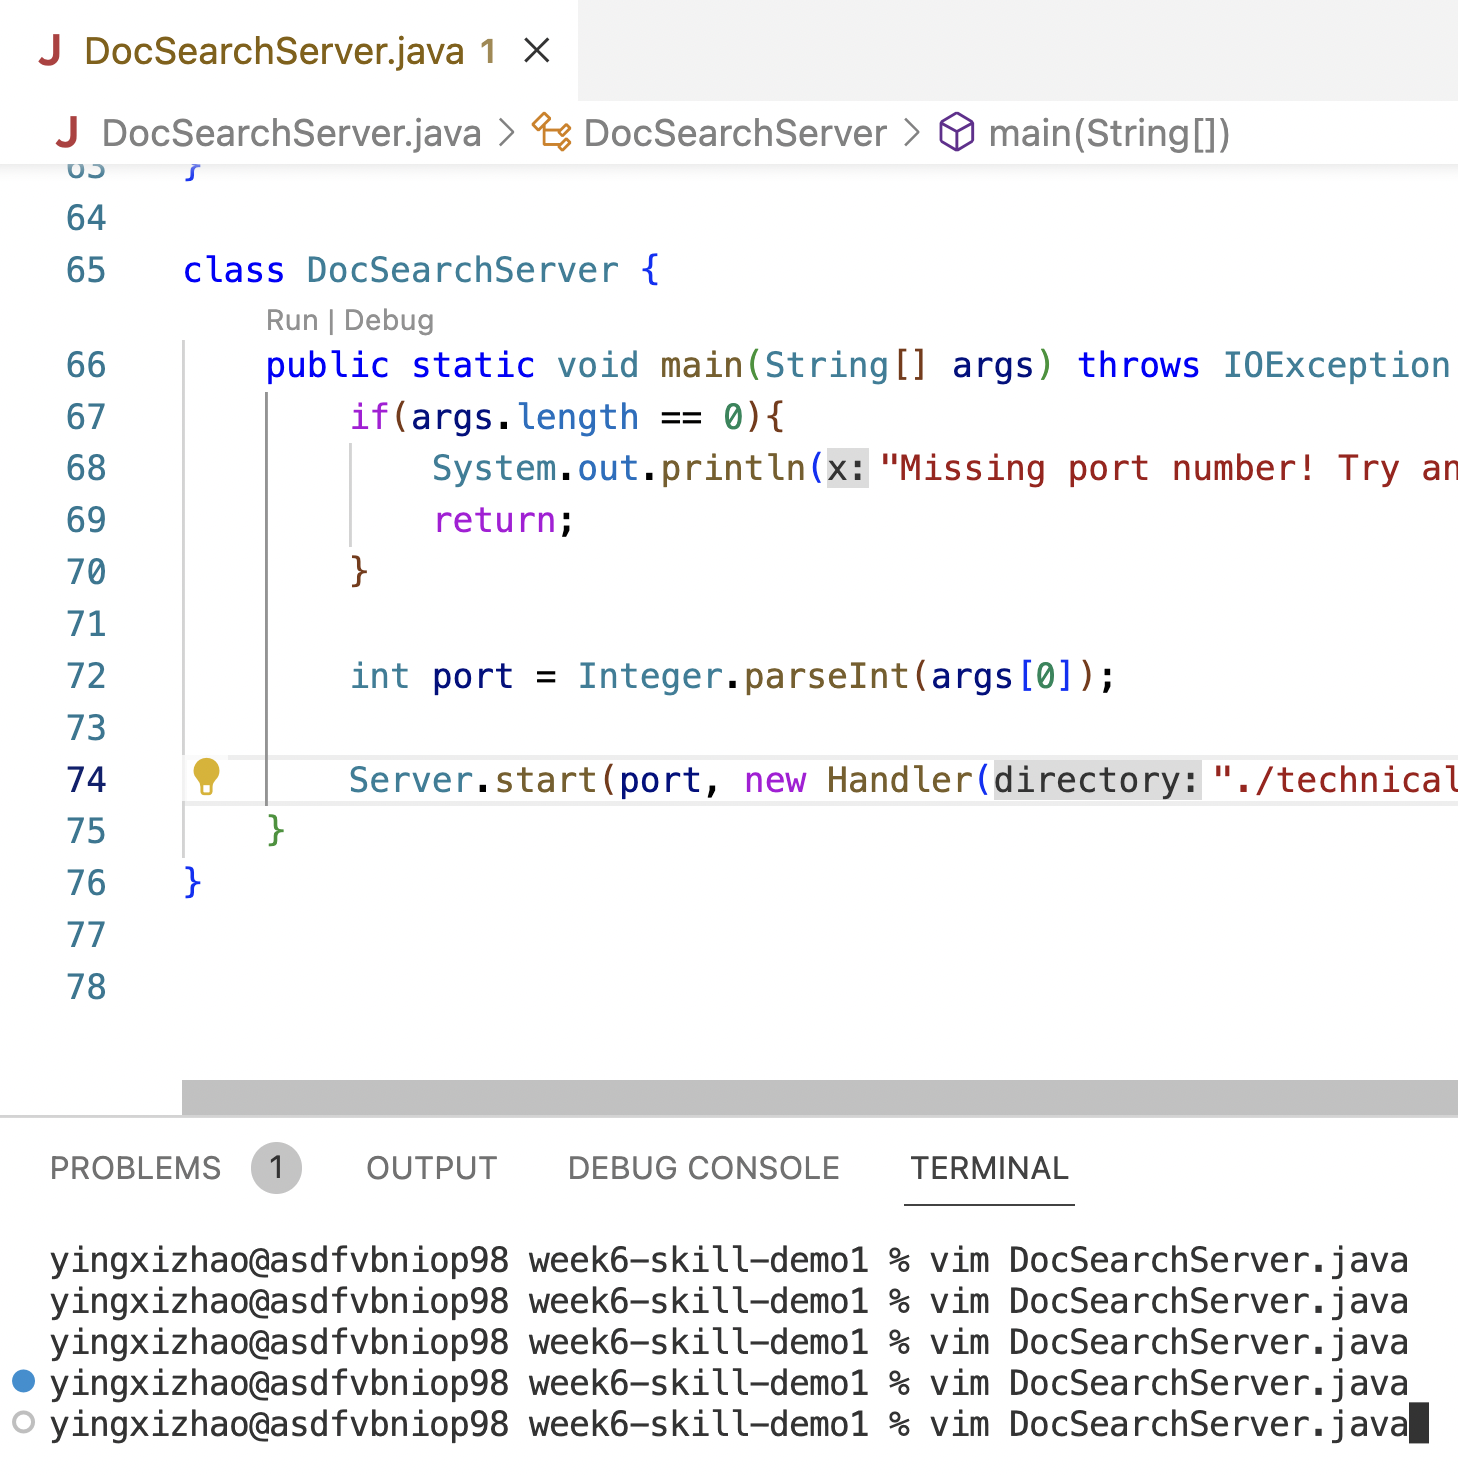 DocSearchServer.java 1
DocSearchServer.java > DocSearchServer > main(String[])
63 }
64
65 class DocSearchServer {
Run | Debug
66 public static void main(String[] args) throws IOException
67 if(args.length == 0){
68 System.out.println(x: "Missing port number! Try an
69 return;
70 }
71
72 int port = Integer.parseInt(args[0]);
73
74 Server.start(port, new Handler(directory: "./technical
75 }
76 }
77
78
PROBLEMS 1 OUTPUT DEBUG CONSOLE TERMINAL
yingxizhao@asdfvbniop98 week6-skill-demo1 % vim DocSearchServer.java
yingxizhao@asdfvbniop98 week6-skill-demo1 % vim DocSearchServer.java
yingxizhao@asdfvbniop98 week6-skill-demo1 % vim DocSearchServer.java
yingxizhao@asdfvbniop98 week6-skill-demo1 % vim DocSearchServer.java
yingxizhao@asdfvbniop98 week6-skill-demo1 % vim DocSearchServer.java